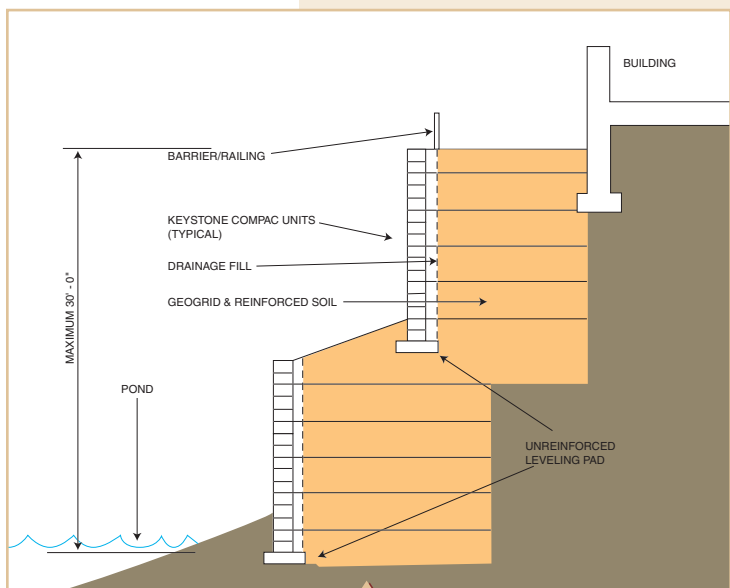 BUILDING
BARRIER/RAILING
KEYSTONE COMPAC UNITS
(TYPICAL)
DRAINAGE FILL
GEOGRID & REINFORCED SOIL
MAXIMUM 30' - 0"
POND
UNREINFORCED
LEVELING PAD